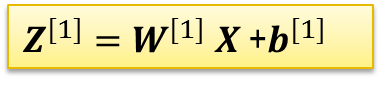 Z[1] = W[1] X +b[1]